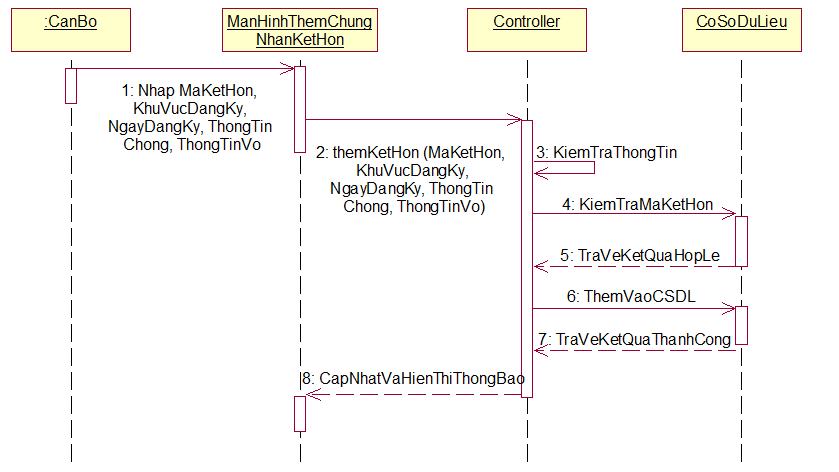 :CanBo
ManHinhThemChung
NhanKetHon
Controller
CoSoDuLieu
1: Nhap MaKetHon,
KhuVucDangKy,
NgayDangKy, ThongTin
Chong, ThongTinVo
2: themKetHon (MaKetHon,
KhuVucDangKy,
NgayDangKy, ThongTin
Chong, ThongTinVo)
3: KiemTraThongTin
4: KiemTraMaKetHon
5: TraVeKetQuaHopLe
6: ThemVaoCSDL
7: TraVeKetQuaThanhCong
8: CapNhatVaHienThiThongBao